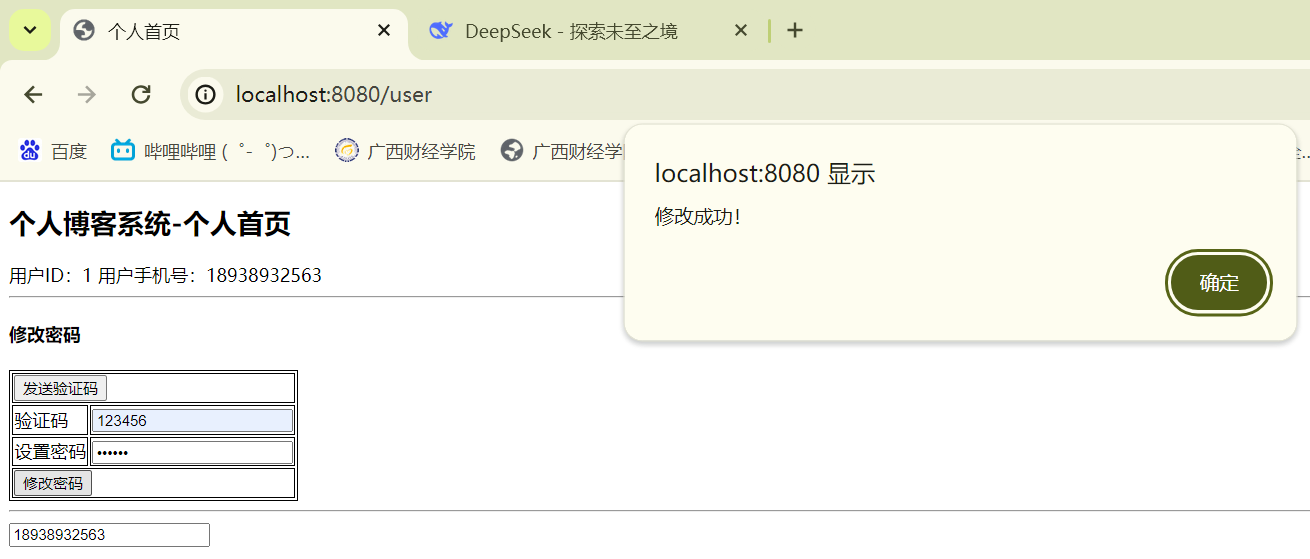 个人首页
DeepSeek - 探索未至之境
localhost:8080/user
百度
哔哩哔哩 (゜-゜)つ...
广西财经学院
广西财经学
localhost:8080 显示
修改成功!
确定
个人博客系统-个人首页
用户ID：1 用户手机号：18938932563
修改密码
发送验证码
验证码 123456
设置密码 ••••••
修改密码
18938932563